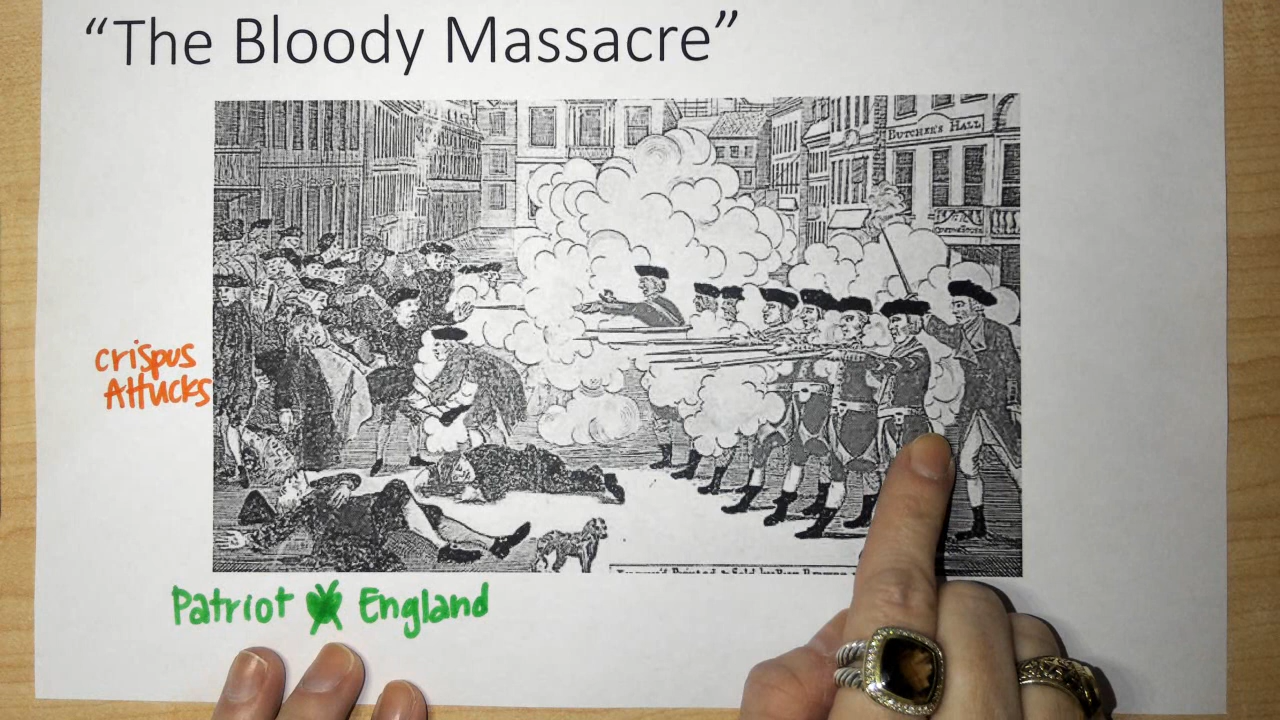 “The Bloody Massacre”
BUTCHER'S HALL
crispus
Attucks
Patriot England